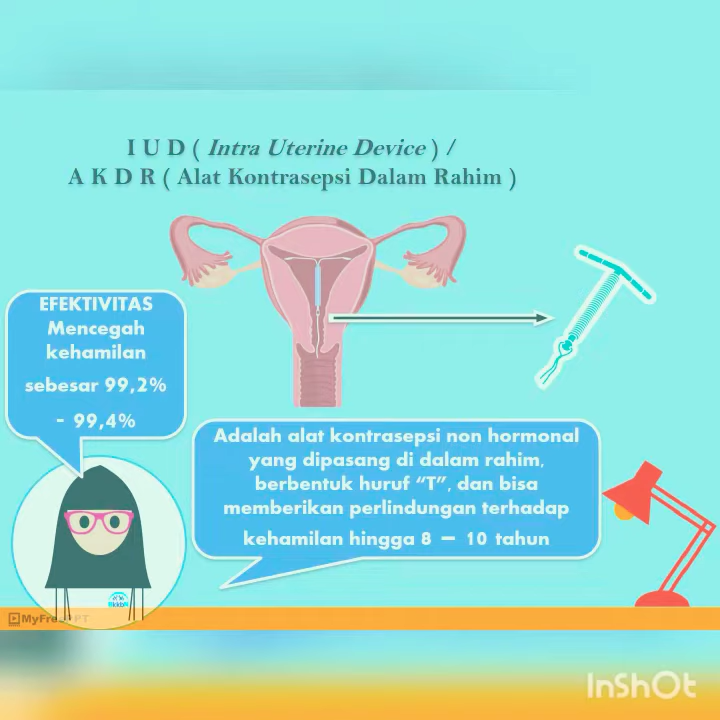 I U D ( Intra Uterine Device ) /
A K D R ( Alat Kontrasepsi Dalam Rahim )
EFEKTIVITAS
Mencegah
kehamilan
sebesar 99,2%
- 99,4%
Adalah alat kontrasepsi non hormonal
yang dipasang di dalam rahim,
berbentuk huruf “T”, dan bisa
memberikan perlindungan terhadap
kehamilan hingga 8 – 10 tahun
bkkbn
InShOt